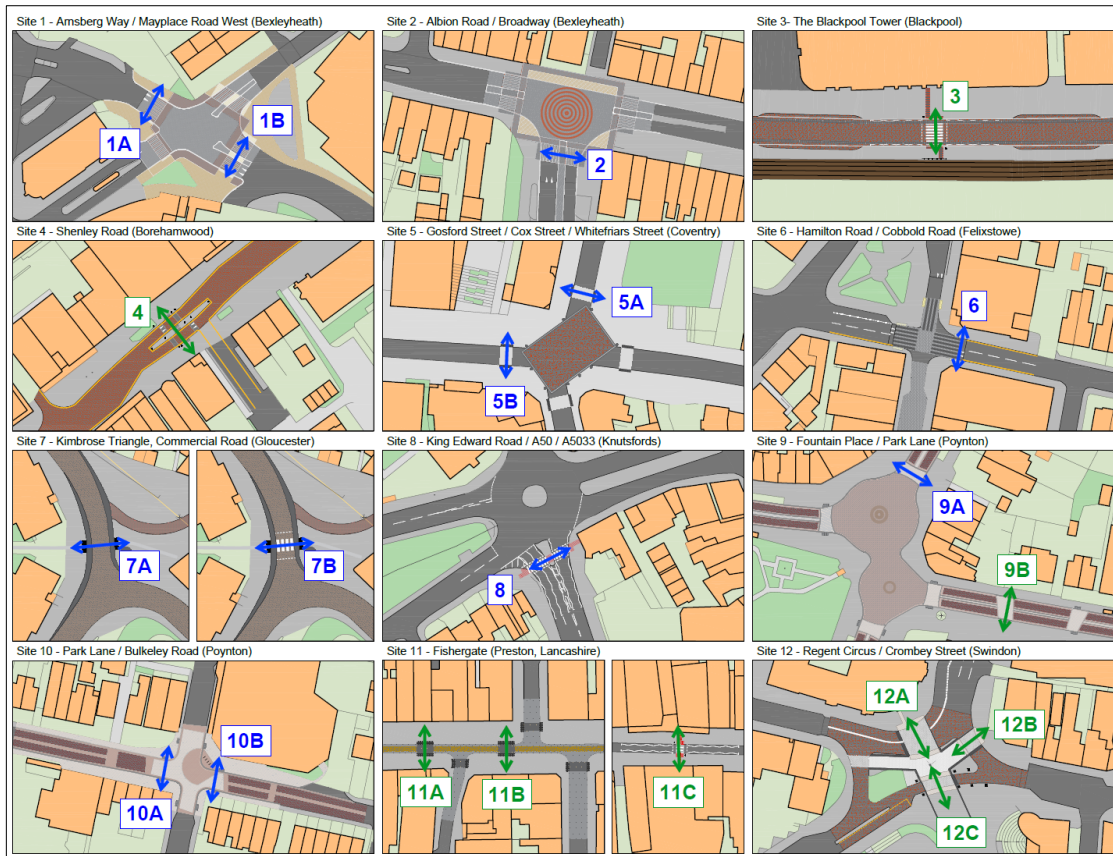 Site 1 - Arnsberg Way / Mayplace Road West (Bexleyheath)
1A
1B
Site 2 - Albion Road / Broadway (Bexleyheath)
2
Site 3- The Blackpool Tower (Blackpool)
3
Site 4 - Shenley Road (Borehamwood)
4
Site 5 - Gosford Street / Cox Street / Whitefriars Street (Coventry)
5A
5B
Site 6 - Hamilton Road / Cobbold Road (Felixstowe)
6
Site 7 - Kimbrose Triangle, Commercial Road (Gloucester)
7A
7B
Site 8 - King Edward Road / A50 / A5033 (Knutsfords)
8
Site 9 - Fountain Place / Park Lane (Poynton)
9A
9B
Site 10 - Park Lane / Bulkeley Road (Poynton)
10A
10B
Site 11 - Fishergate (Preston, Lancashire)
11A
11B
11C
Site 12 - Regent Circus / Crombey Street (Swindon)
12A
12B
12C